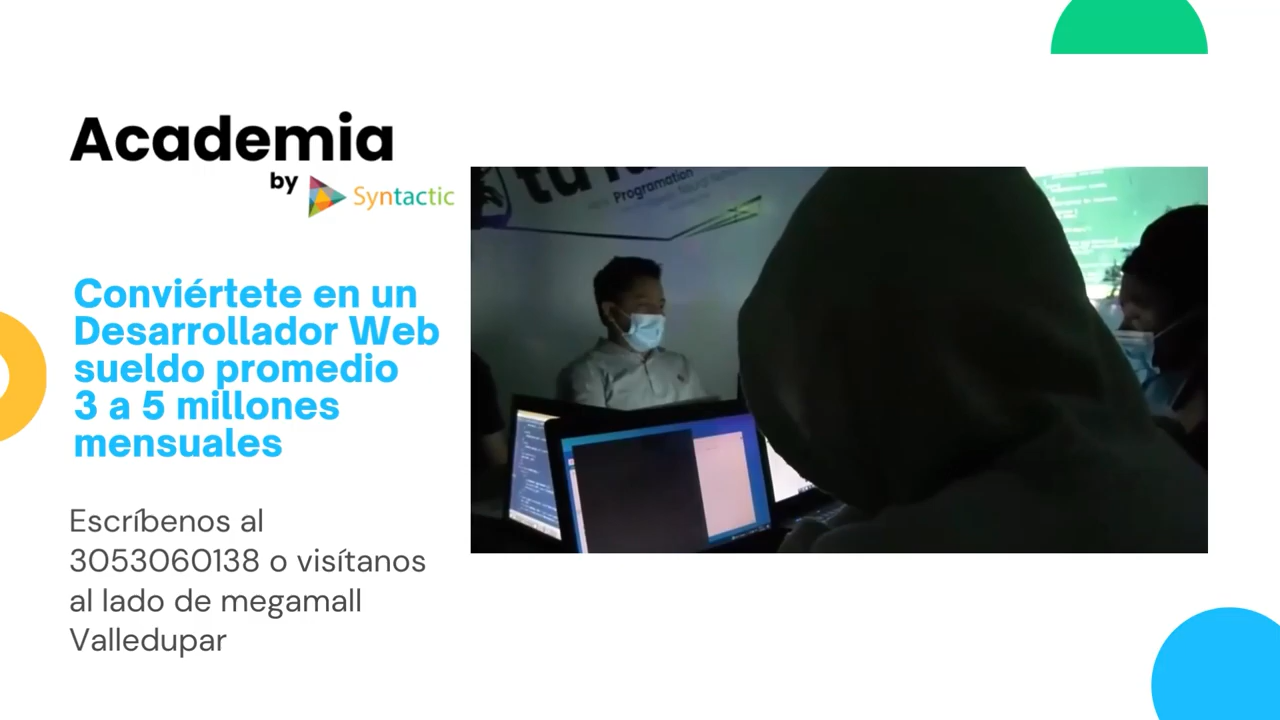 Academia
by Syntactic
Conviértete en un
Desarrollador Web
sueldo promedio
3 a 5 millones
mensuales
Escríbenos al
3053060138 o visítanos
al lado de megamall
Valledupar
tu
Programation